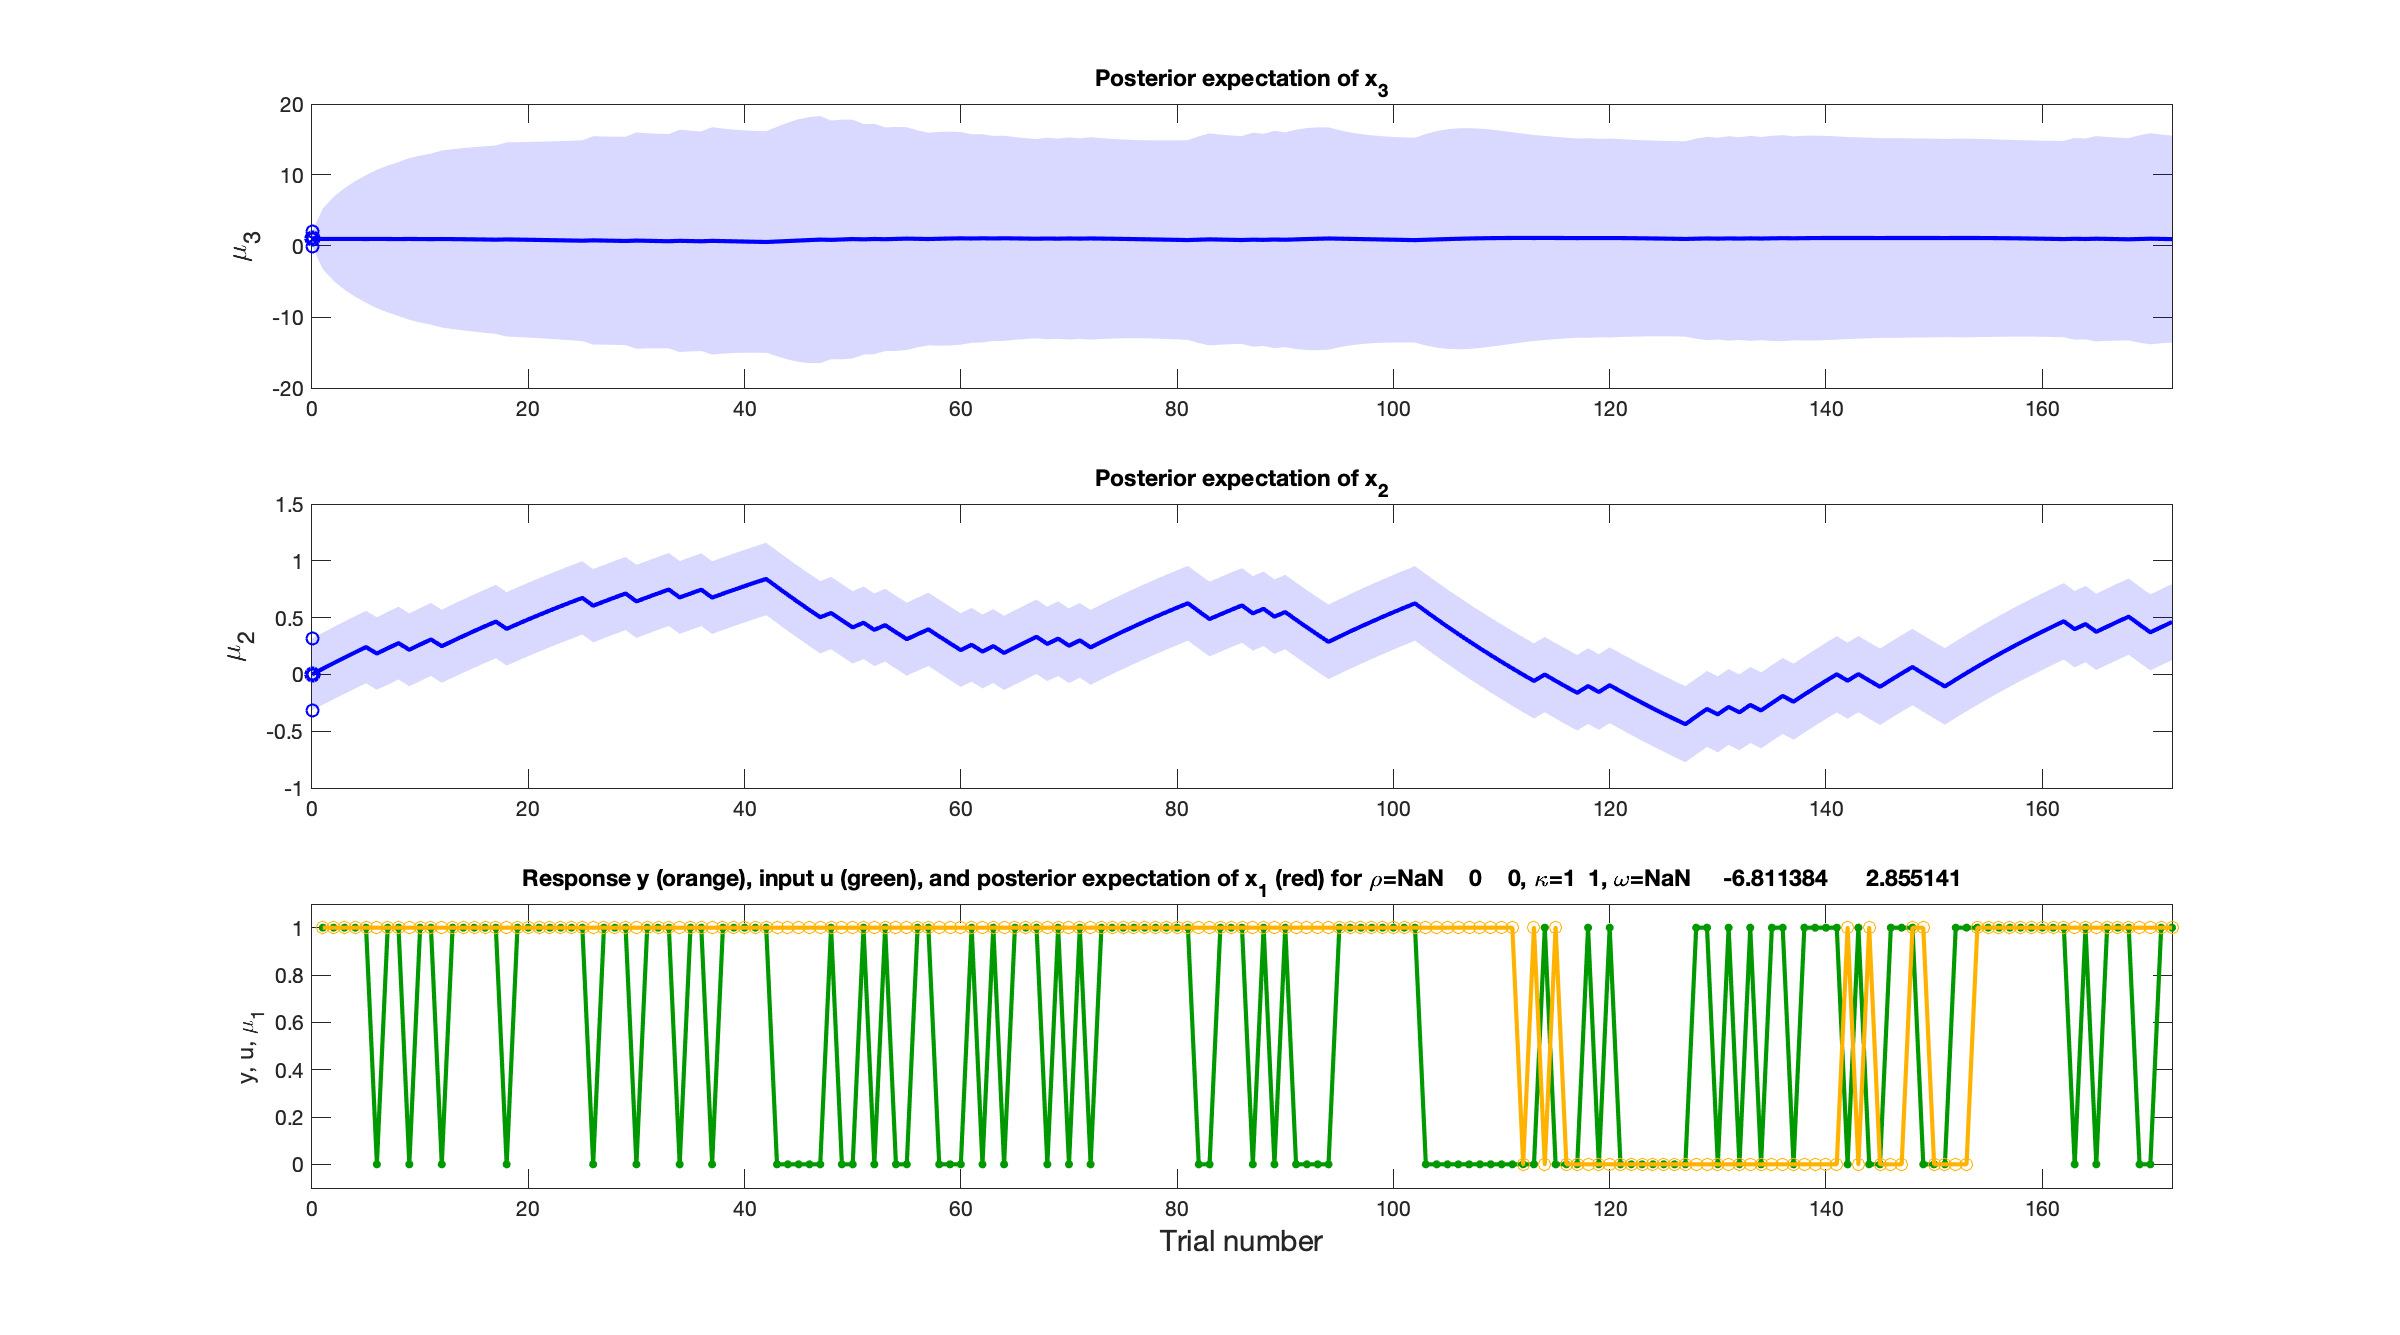 Posterior expectation of x3
20
10
0
-10
-20
μ3
0 20 40 60 80 100 120 140 160
Posterior expectation of x2
1.5
1
0.5
0
-0.5
-1
μ2
0 20 40 60 80 100 120 140 160
Response y (orange), input u (green), and posterior expectation of x1 (red) for ρ=NaN 0 0, κ=1 1, ω=NaN -6.811384 2.855141
1
0.8
0.6
0.4
0.2
0
y, u, μ1
0 20 40 60 80 100 120 140 160
Trial number